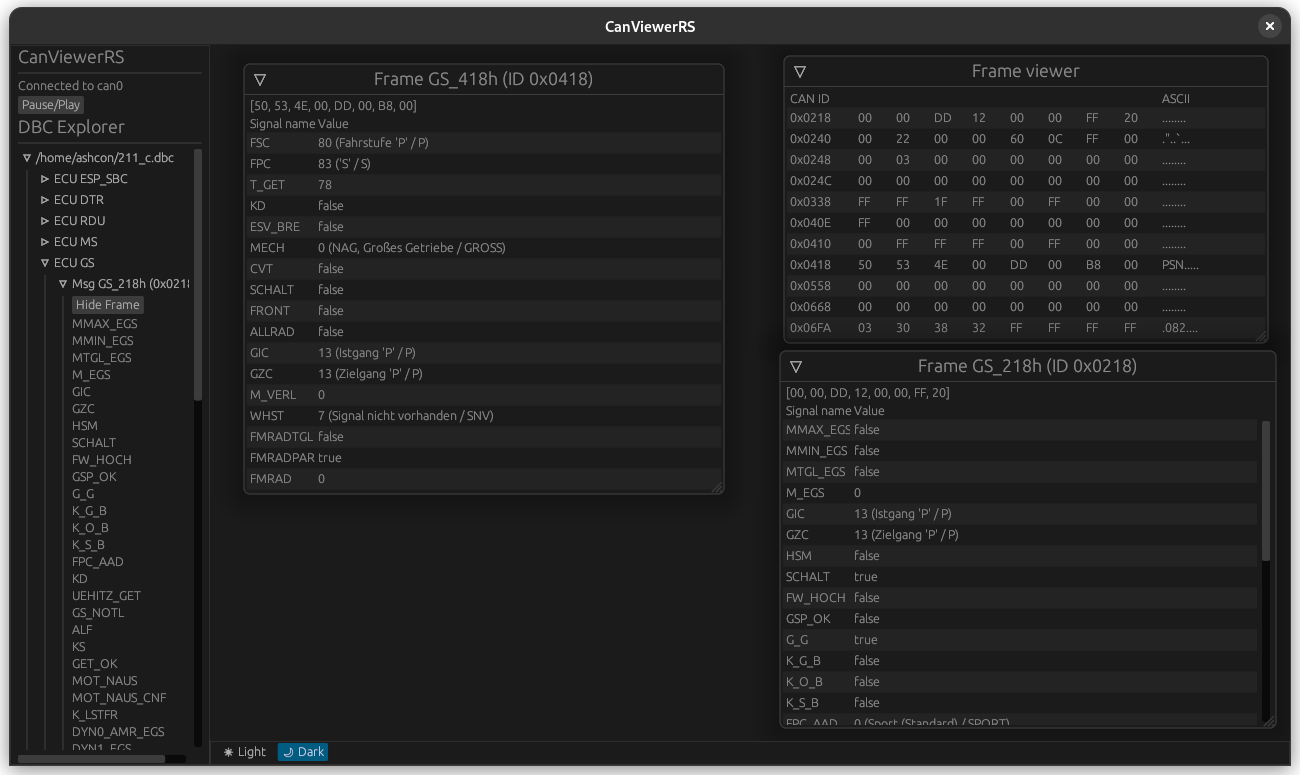 CanViewerRS
CanViewerRS
Connected to can0
Pause/Play
DBC Explorer
/home/ashcon/211_c.dbc
ECU ESP_SBC
ECU DTR
ECU RDU
ECU MS
ECU GS
Msg GS_218h (0x0218
Hide Frame
MMAX_EGS
MMIN_EGS
MTGL_EGS
M_EGS
GIC
GZC
HSM
SCHALT
FW_HOCH
GSP_OK
G_G
K_G_B
K_O_B
K_S_B
FPC_AAD
KD
UEHITZ_GET
GS_NOTL
ALF
KS
GET_OK
MOT_NAUS
MOT_NAUS_CNF
K_LSTFR
DYN0_AMR_EGS
DYN1_EGS
Frame GS_418h (ID 0x0418)
[50, 53, 4E, 00, DD, 00, B8, 00]
Signal name Value
FSC 80 (Fahrstufe 'P' / P)
FPC 83 ('S' / S)
T_GET 78
KD false
ESV_BRE false
MECH 0 (NAG, Großes Getriebe / GROSS)
CVT false
SCHALT false
FRONT false
ALLRAD false
GIC 13 (Istgang 'P' / P)
GZC 13 (Zielgang 'P' / P)
M_VERL 0
WHST 7 (Signal nicht vorhanden / SNV)
FMRADTGL false
FMRADPAR true
FMRAD 0
Frame viewer
CAN ID ASCII
0x0218 00 00 DD 12 00 00 FF 20 ........
0x0240 00 22 00 00 60 0C FF 00 ."..`...
0x0248 00 03 00 00 00 00 00 00 ........
0x024C 00 00 00 00 00 00 00 00 ........
0x0338 FF FF 1F FF 00 FF 00 00 ........
0x040E FF 00 00 00 00 00 00 00 ........
0x0410 00 FF FF FF 00 FF 00 00 ........
0x0418 50 53 4E 00 DD 00 B8 00 PSN.....
0x0558 00 00 00 00 00 00 00 00 ........
0x0668 00 00 00 00 00 00 00 00 ........
0x06FA 03 30 38 32 FF FF FF FF .082....
Frame GS_218h (ID 0x0218)
[00, 00, DD, 12, 00, 00, FF, 20]
Signal name Value
MMAX_EGS false
MMIN_EGS false
MTGL_EGS false
M_EGS 0
GIC 13 (Istgang 'P' / P)
GZC 13 (Zielgang 'P' / P)
HSM false
SCHALT true
FW_HOCH false
GSP_OK false
G_G true
K_G_B false
K_O_B false
K_S_B false
FPC_AAD 0 (Sport (Standard) / SPORT)
Light Dark